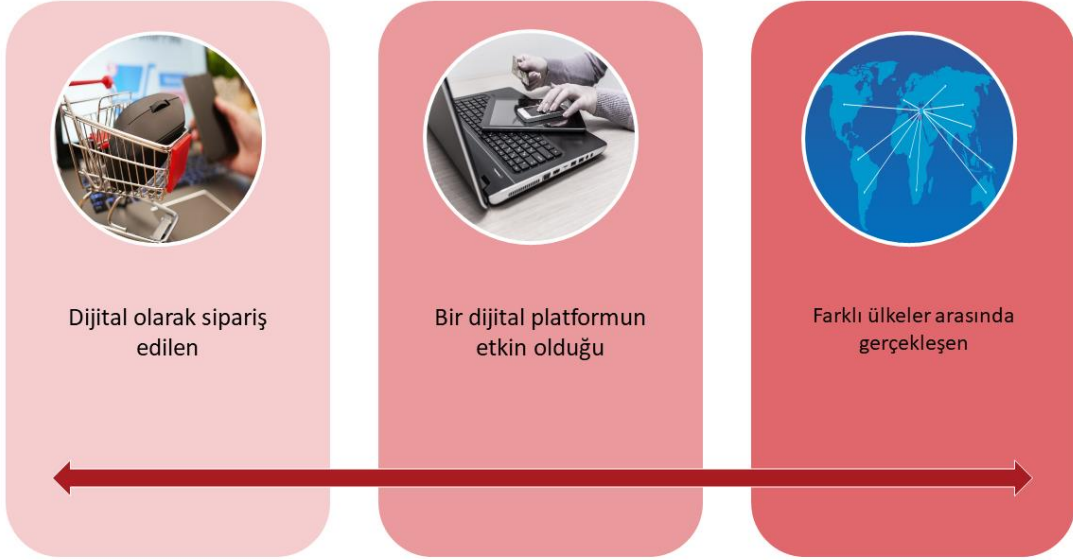 Dijital olarak sipariş
edilen
Bir dijital platformun
etkin olduğu
Farklı ülkeler arasında
gerçekleşen